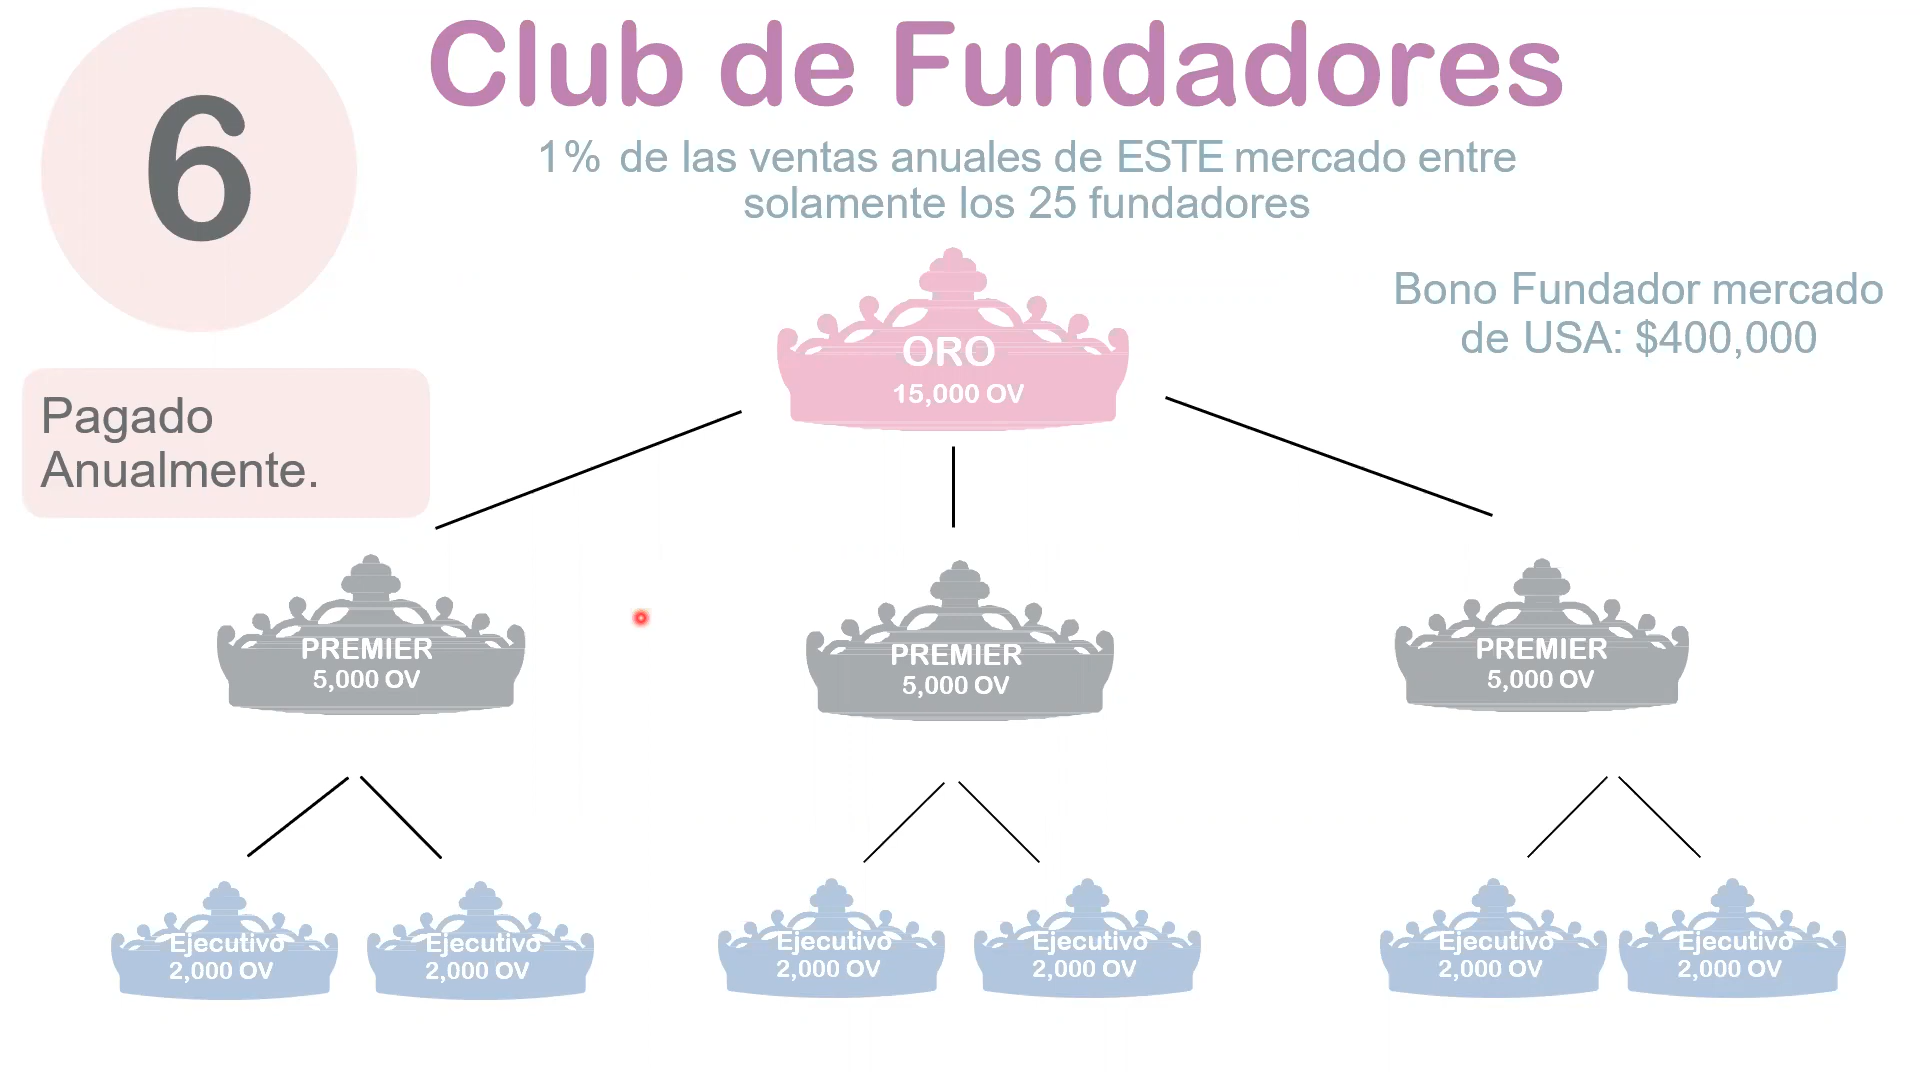 6
Club de Fundadores
1% de las ventas anuales de ESTE mercado entre
solamente los 25 fundadores
Bono Fundador mercado
de USA: $400,000
Pagado
Anualmente.
ORO
15,000 OV
PREMIER
5,000 OV
PREMIER
5,000 OV
PREMIER
5,000 OV
Ejecutivo
2,000 OV
Ejecutivo
2,000 OV
Ejecutivo
2,000 OV
Ejecutivo
2,000 OV
Ejecutivo
2,000 OV
Ejecutivo
2,000 OV